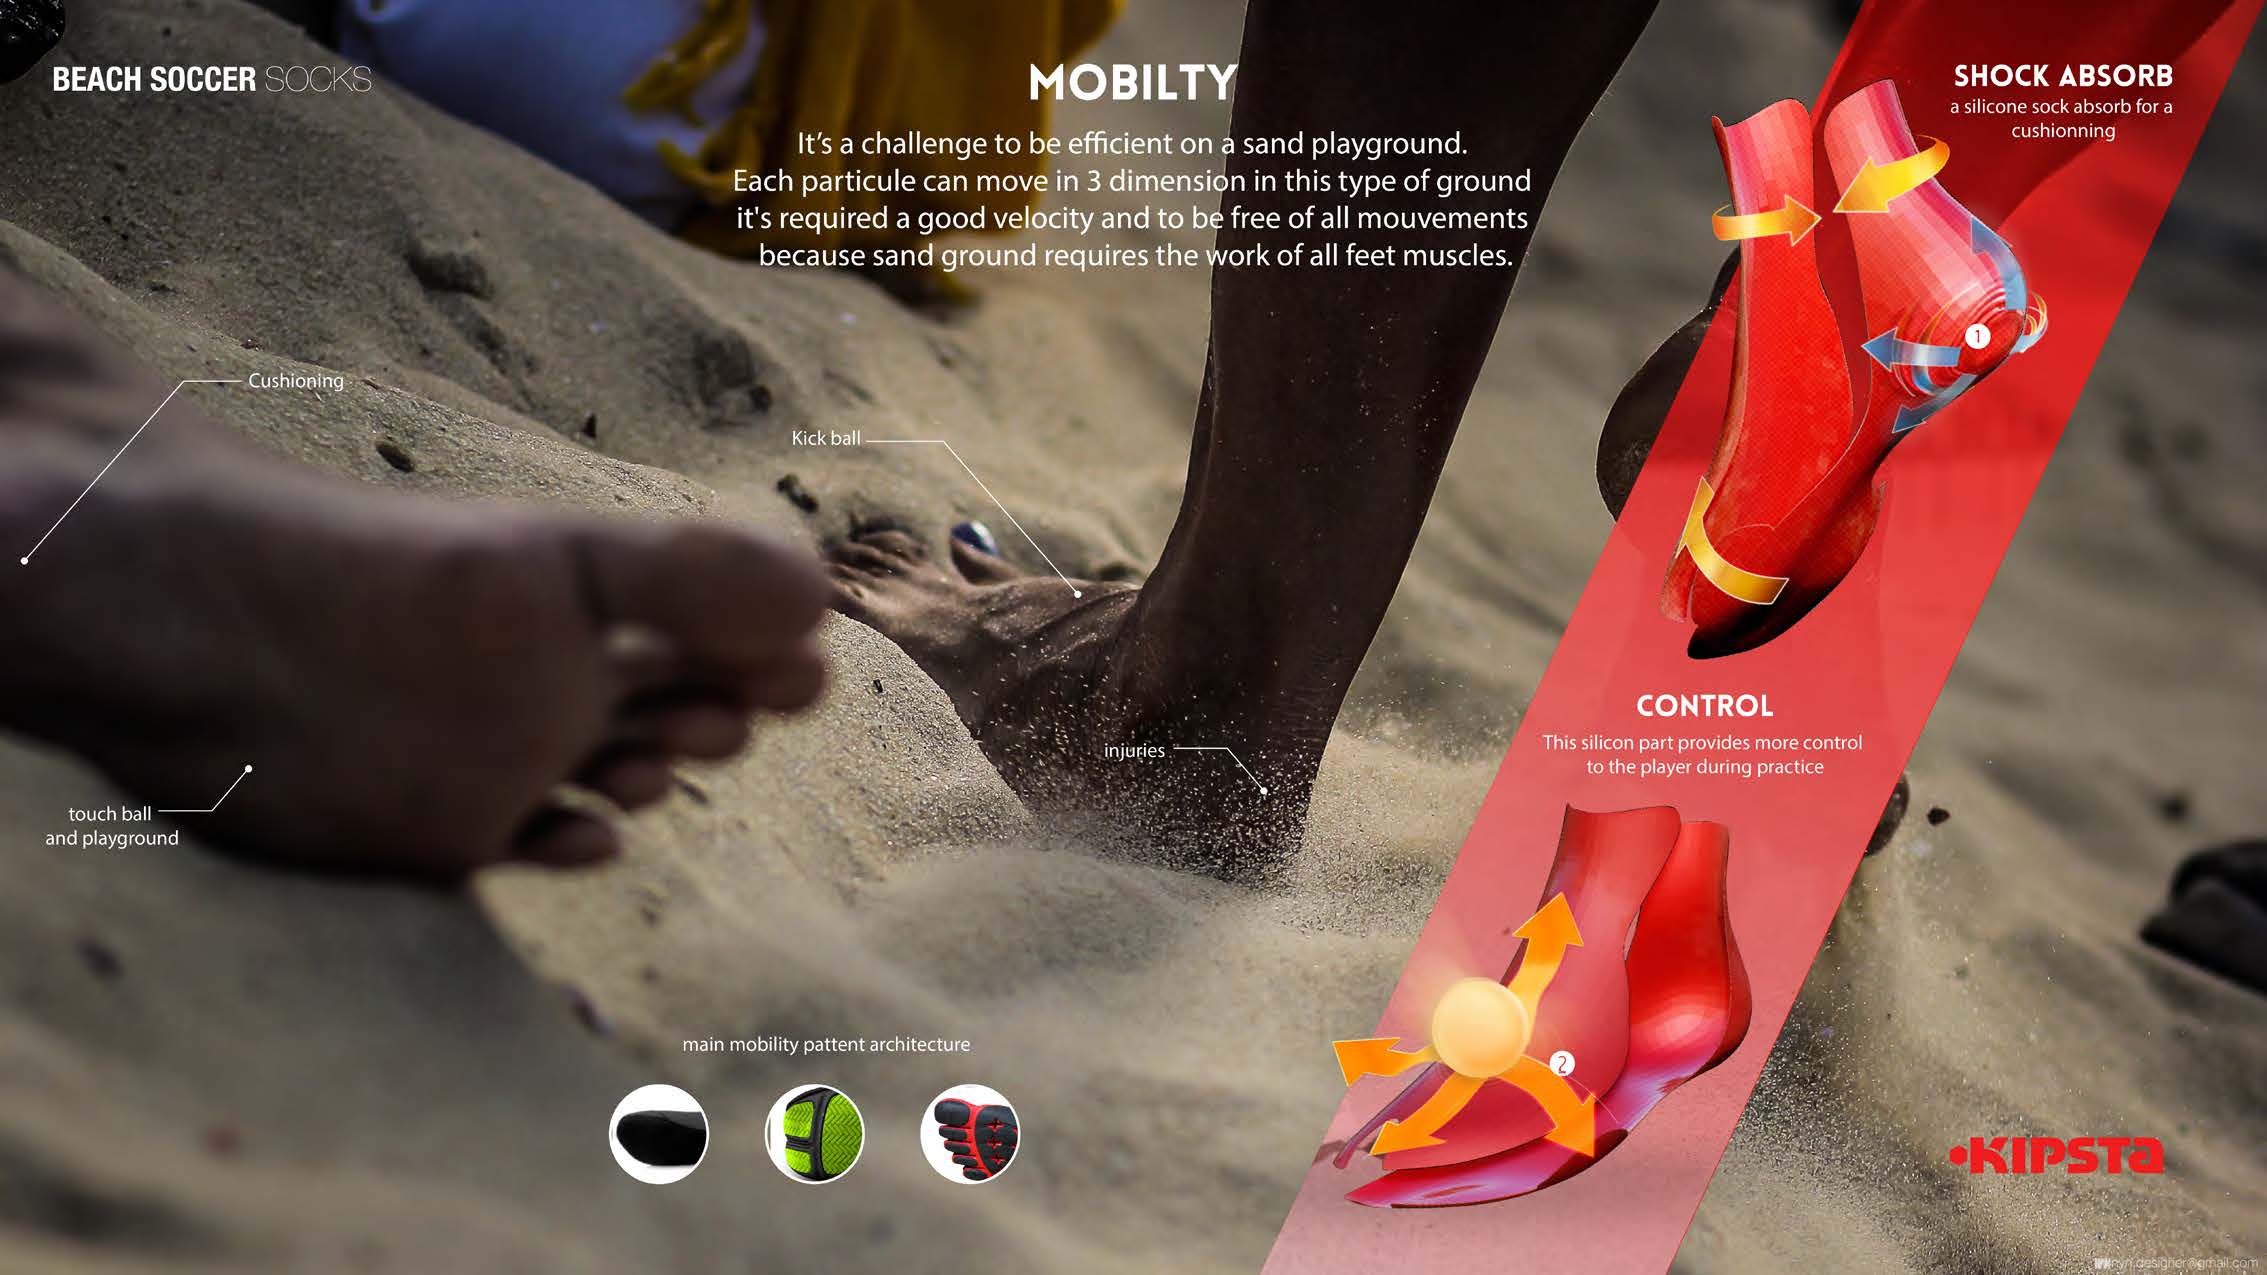 BEACH SOCCER SOCKS
MOBILTY
It's a challenge to be efficient on a sand playground.
Each particule can move in 3 dimension in this type of ground
it's required a good velocity and to be free of all mouvements
because sand ground requires the work of all feet muscles.
SHOCK ABSORB
a silicone sock absorb for a
cushionning
1
Cushioning
Kick ball
injuries
touch ball
and playground
CONTROL
This silicon part provides more control
to the player during practice
2
main mobility pattent architecture
KIPSTA